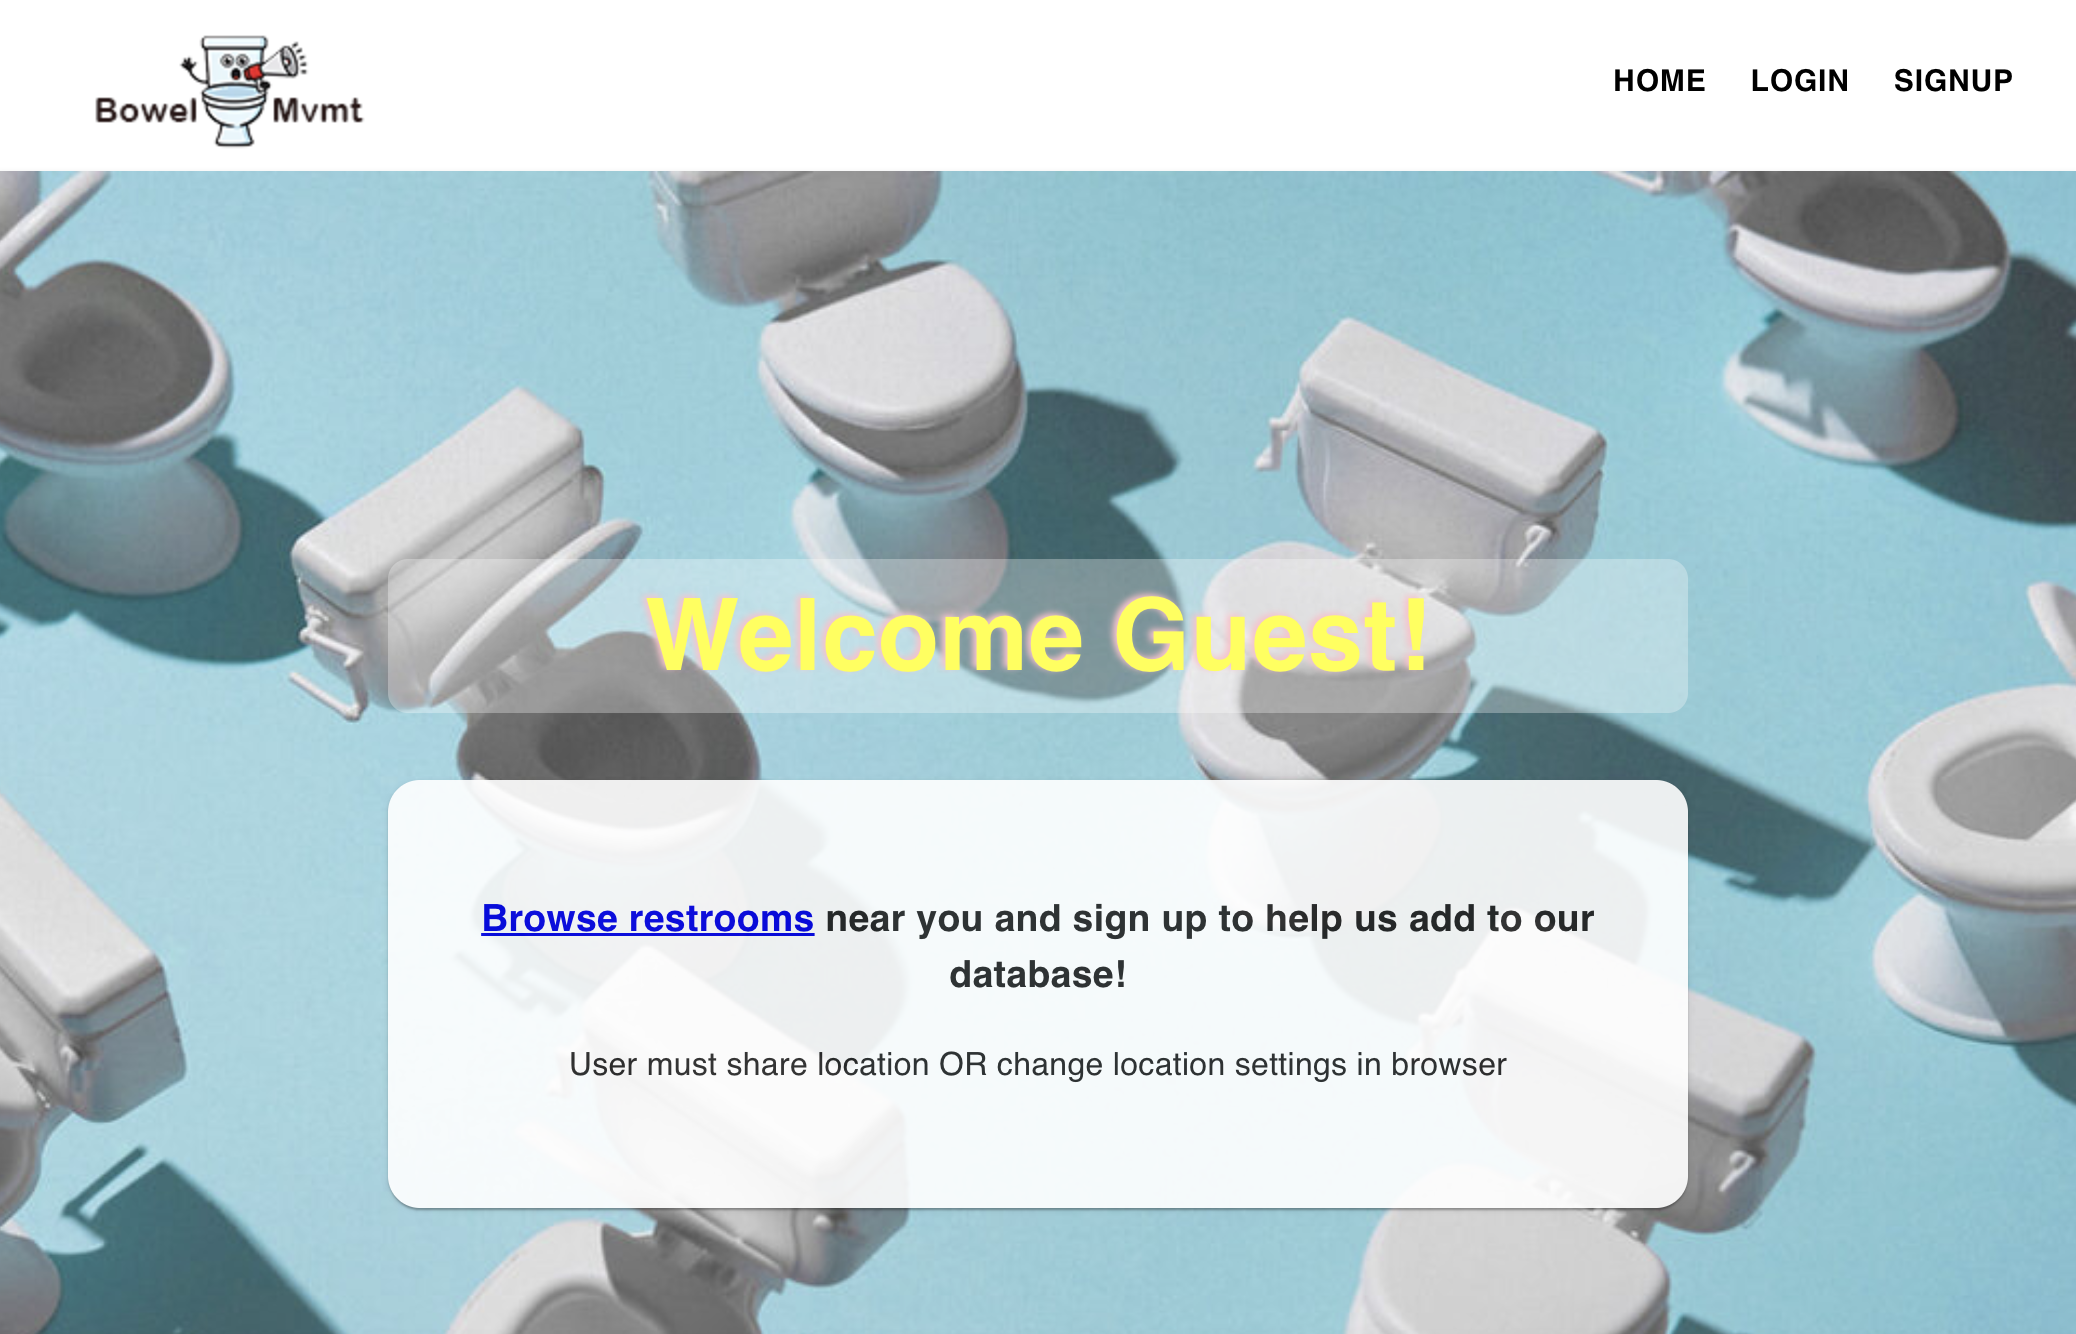 Bowel Mvmt
HOME LOGIN SIGNUP
Welcome Guest!
Browse restrooms near you and sign up to help us add to our
database!
User must share location OR change location settings in browser